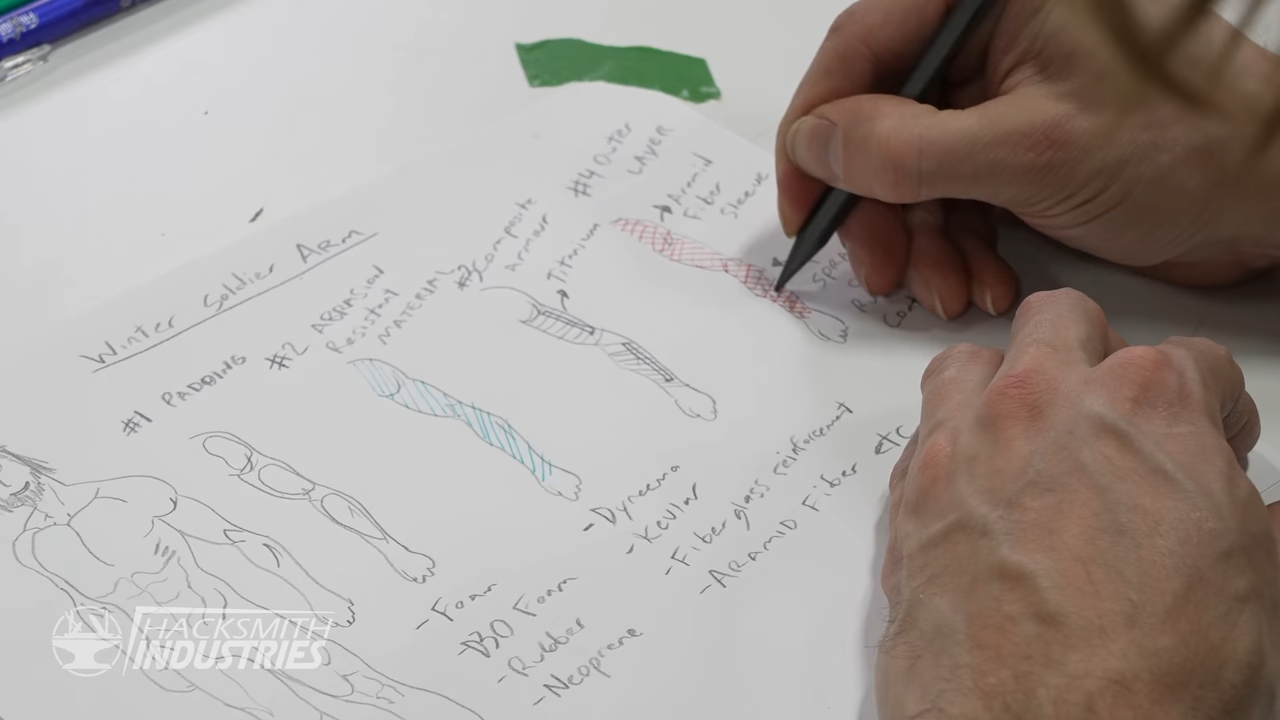 Winter Soldier Arm
#1 PADDING
#2 ABRASION
Resistant
MATERIAL
#3 Composite
Armour
Titanium
#4 Outer
LAYER
Aramid
Fiber
Sleeve
- Foam
- D3O Foam
- Rubber
- Neoprene
- Dyneema
- Kevlar
- Fiberglass reinforcement
- ARAMID Fiber etc
HACKSMITH
INDUSTRIES